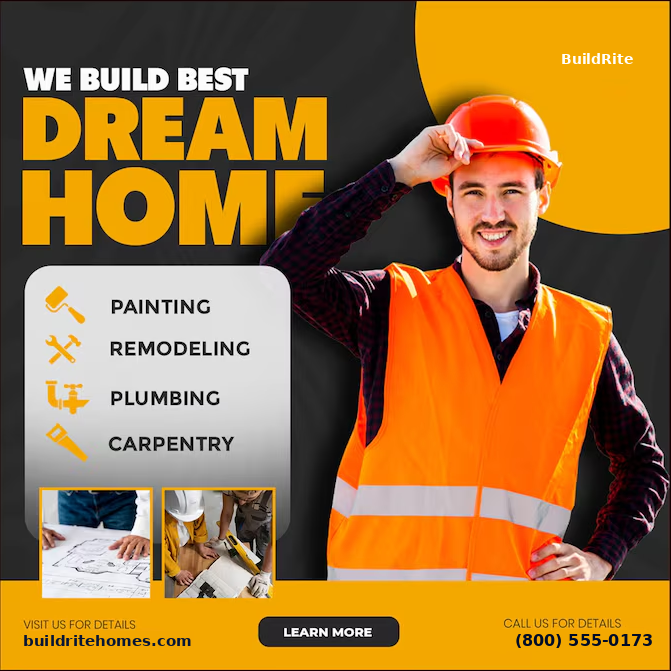 BuildRite
WE BUILD BEST
DREAM
HOME
PAINTING
REMODELING
PLUMBING
CARPENTRY
VISIT US FOR DETAILS
buildritehomes.com
LEARN MORE
CALL US FOR DETAILS
(800) 555-0173